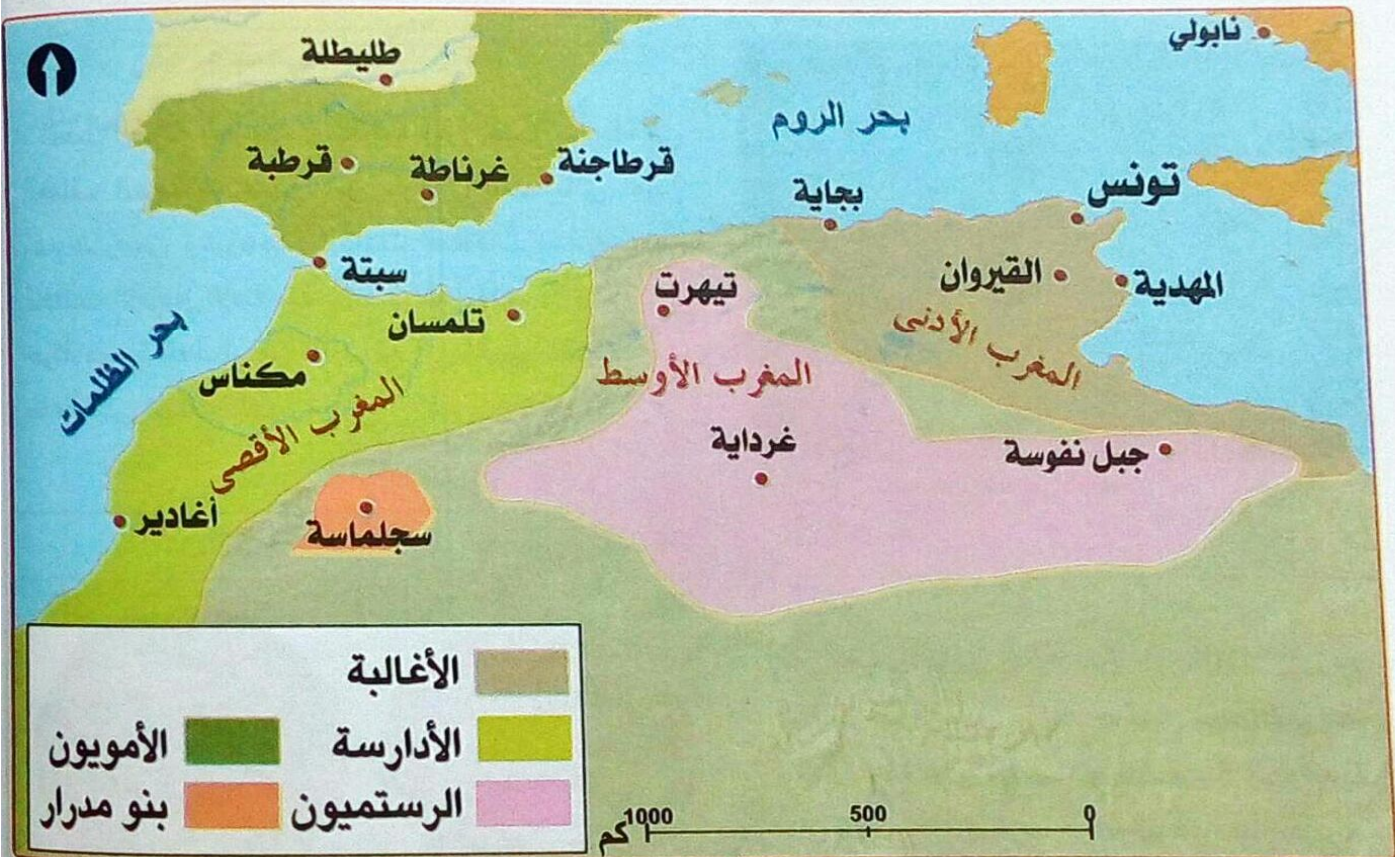 نابولي
طليطلة
بحر الروم
قرطاجنة
غرناطة
قرطبة
تونس
بجاية
سبتة
المهدية
القيروان
تيهرت
تلمسان
بحر الظلمات
المغرب الأدنى
مكناس
المغرب الأوسط
المغرب الأقصى
غرداية
جبل نفوسة
أغادير
سجلماسة
الأغالبة
الأدارسة
الأمويون
الرستميون
بنو مدرار
0 500 1000 كم